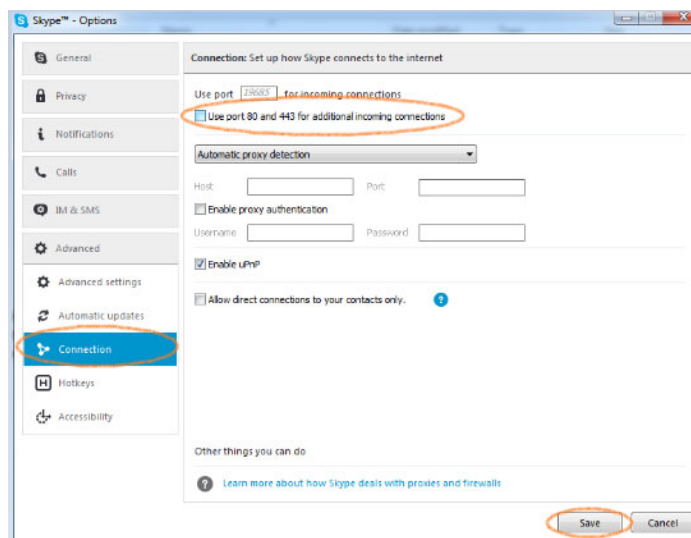 Skype™ - Options
General
Privacy
Notifications
Calls
IM & SMS
Advanced
Advanced settings
Automatic updates
Connection
Hotkeys
Accessibility
Connection: Set up how Skype connects to the internet
Use port 19685 for incoming connections
Use port 80 and 443 for additional incoming connections
Automatic proxy detection
Host Port
Enable proxy authentication
Username Password
Enable uPnP
Allow direct connections to your contacts only. ?
Other things you can do
? Learn more about how Skype deals with proxies and firewalls
Save Cancel